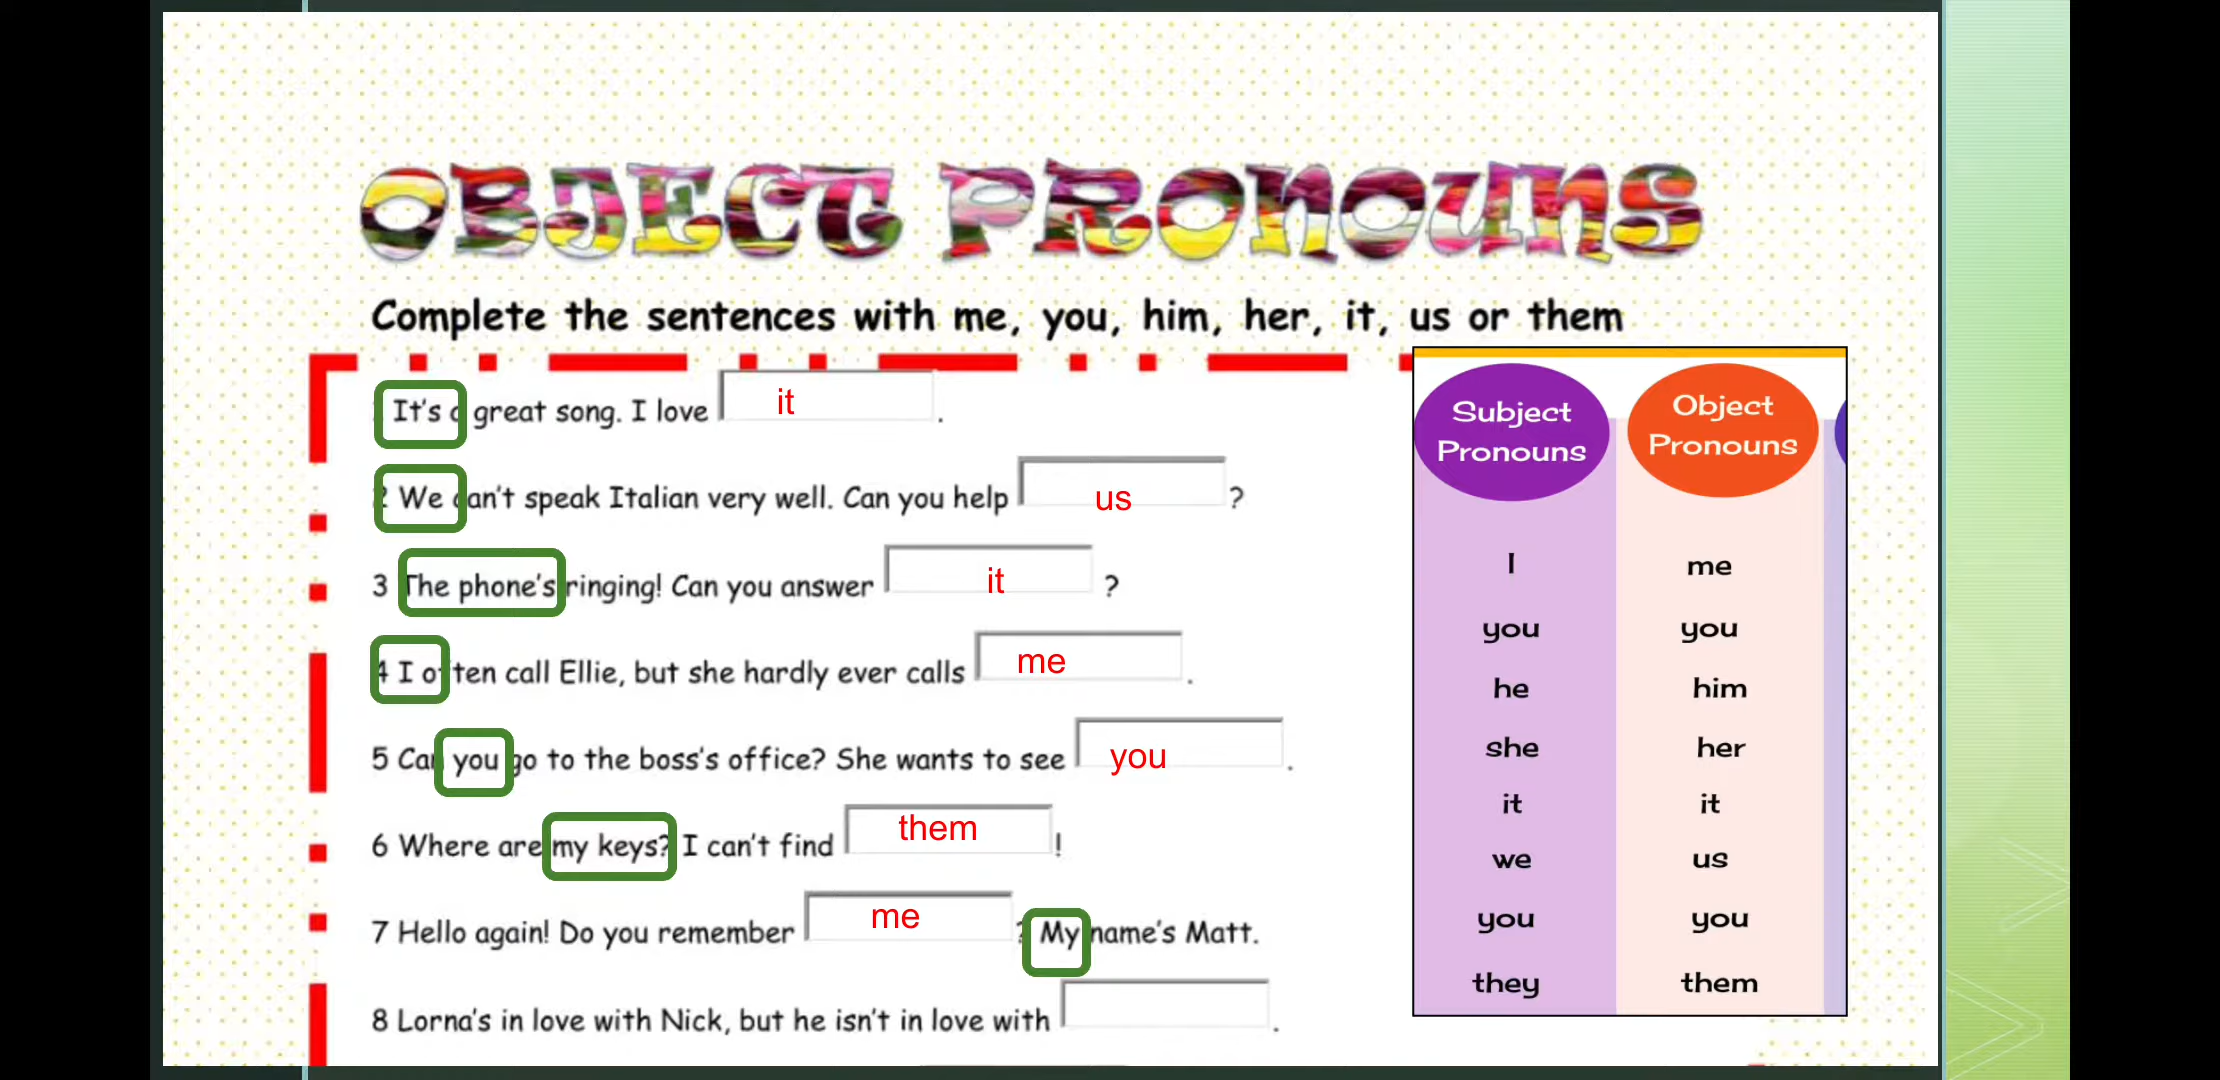 OBJECT PRONOUNS
Complete the sentences with me, you, him, her, it, us or them
It's a great song. I love it .
2 We can't speak Italian very well. Can you help us ?
3 The phone's ringing! Can you answer it ?
4 I often call Ellie, but she hardly ever calls me .
5 Can you go to the boss's office? She wants to see you .
6 Where are my keys? I can't find them !
7 Hello again! Do you remember me ? My name's Matt.
8 Lorna's in love with Nick, but he isn't in love with .
Subject Pronouns
Object Pronouns
I me
you you
he him
she her
it it
we us
you you
they them